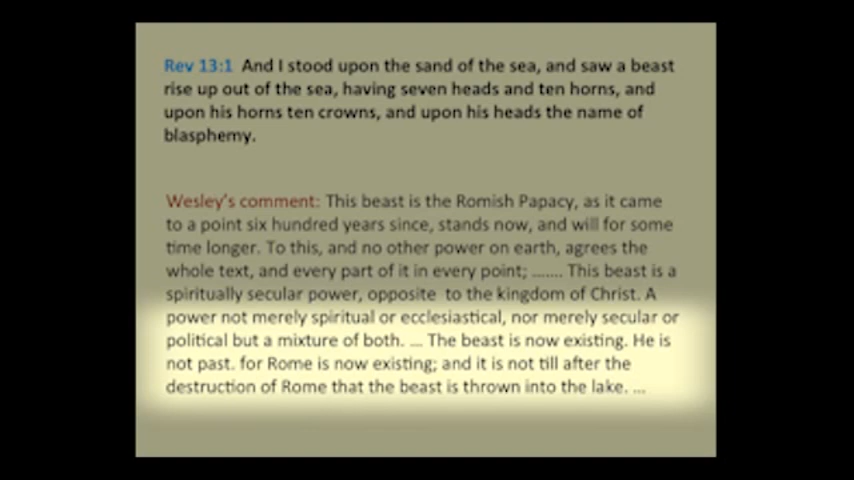 Rev 13:1 And I stood upon the sand of the sea, and saw a beast
rise up out of the sea, having seven heads and ten horns, and
upon his horns ten crowns, and upon his heads the name of
blasphemy.
Wesley's comment: This beast is the Romish Papacy, as it came
to a point six hundred years since, stands now, and will for some
time longer. To this, and no other power on earth, agrees the
whole text, and every part of it in every point; ....... This beast is a
spiritually secular power, opposite to the kingdom of Christ. A
power not merely spiritual or ecclesiastical, nor merely secular or
political but a mixture of both. ... The beast is now existing. He is
not past. for Rome is now existing; and it is not till after the
destruction of Rome that the beast is thrown into the lake. ...